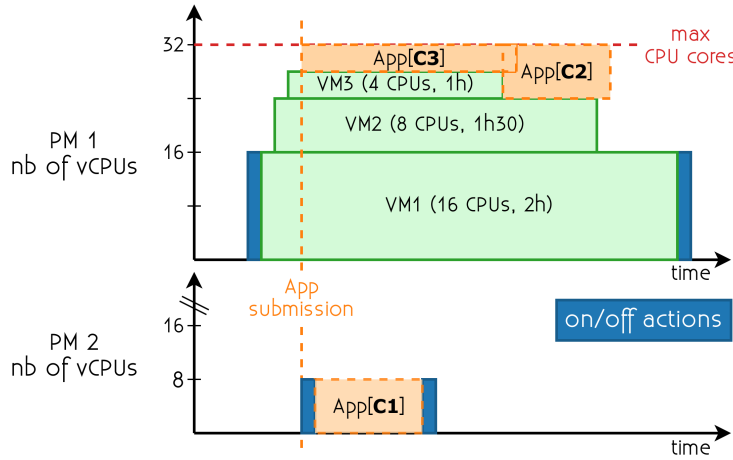 32
max
CPU cores
App[C3]
App[C2]
VM3 (4 CPUs, 1h)
VM2 (8 CPUs, 1h30)
PM 1
nb of vCPUs
16
VM1 (16 CPUs, 2h)
time
App
submission
on/off actions
16
PM 2
nb of vCPUs
8
App[C1]
time